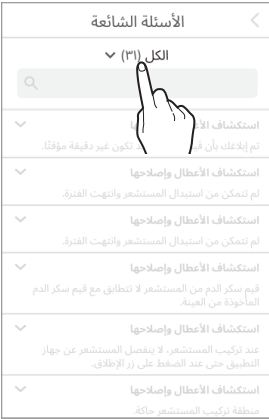 الأسئلة الشائعة
الكل (٣١)
استكشاف الأعطال وإصلاحها
تم إبلاغك بأن تكون غير دقيقة مؤقتًا.
استكشاف الأعطال وإصلاحها
لم تتمكن من استبدال المستشعر وانتهت الفترة.
استكشاف الأعطال وإصلاحها
لم تتمكن من استبدال المستشعر وانتهت الفترة.
استكشاف الأعطال وإصلاحها
قيم سكر الدم من المستشعر لا تتطابق مع قيم سكر الدم
المأخوذة من العينة.
استكشاف الأعطال وإصلاحها
عند تركيب المستشعر، لا ينفصل المستشعر عن جهاز
التطبيق حتى عند الضغط على زر الإطلاق.
استكشاف الأعطال وإصلاحها
منطقة تركيب المستشعر حاكة.